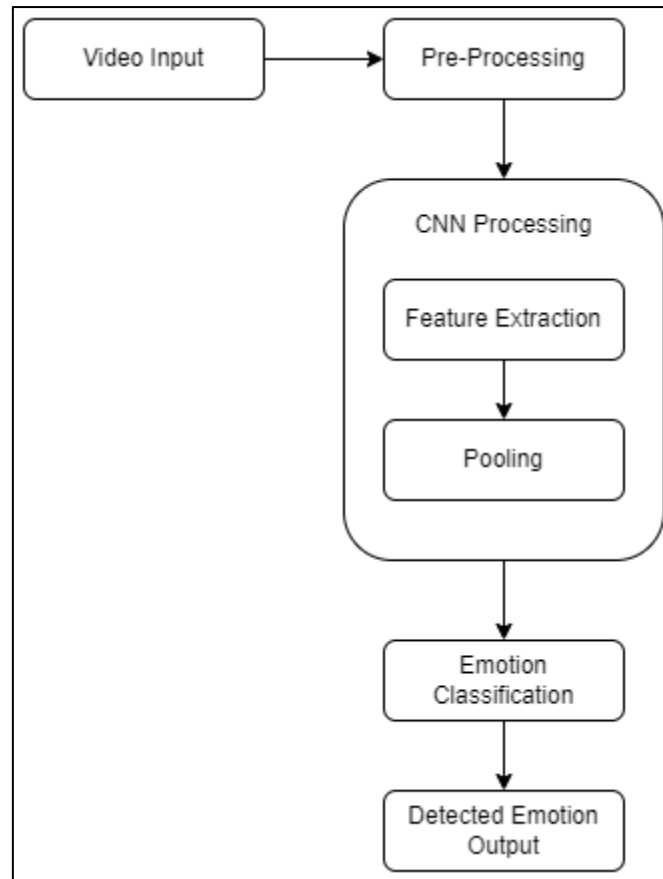 Video Input
Pre-Processing
CNN Processing
Feature Extraction
Pooling
Emotion
Classification
Detected Emotion
Output